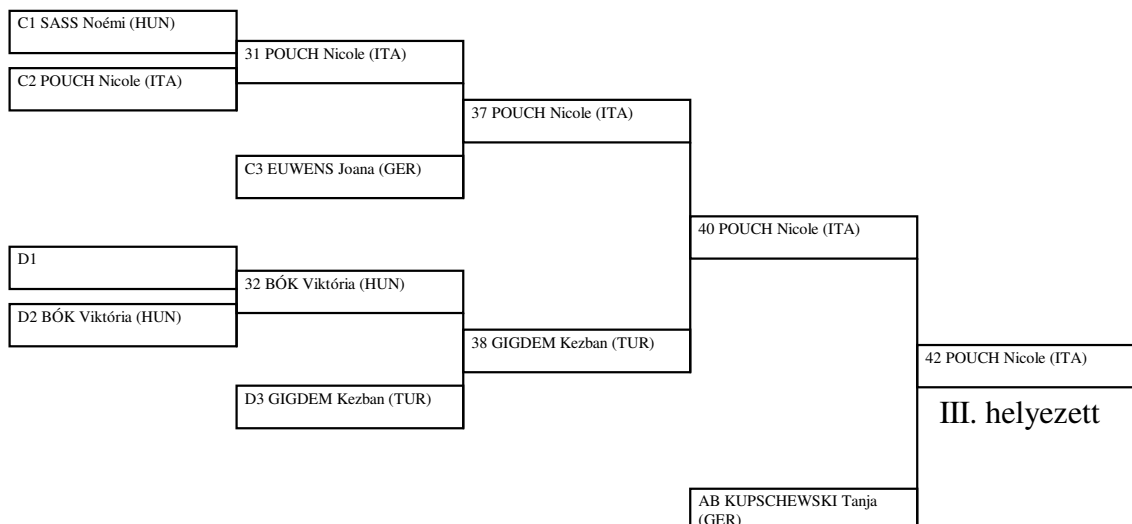 C1 SASS Noémi (HUN)
31 POUCH Nicole (ITA)
C2 POUCH Nicole (ITA)
37 POUCH Nicole (ITA)
C3 EUWENS Joana (GER)
40 POUCH Nicole (ITA)
D1
32 BÓK Viktória (HUN)
D2 BÓK Viktória (HUN)
38 GIGDEM Kezban (TUR)
42 POUCH Nicole (ITA)
D3 GIGDEM Kezban (TUR)
III. helyezett
AB KUPSCHEWSKI Tanja
(GER)